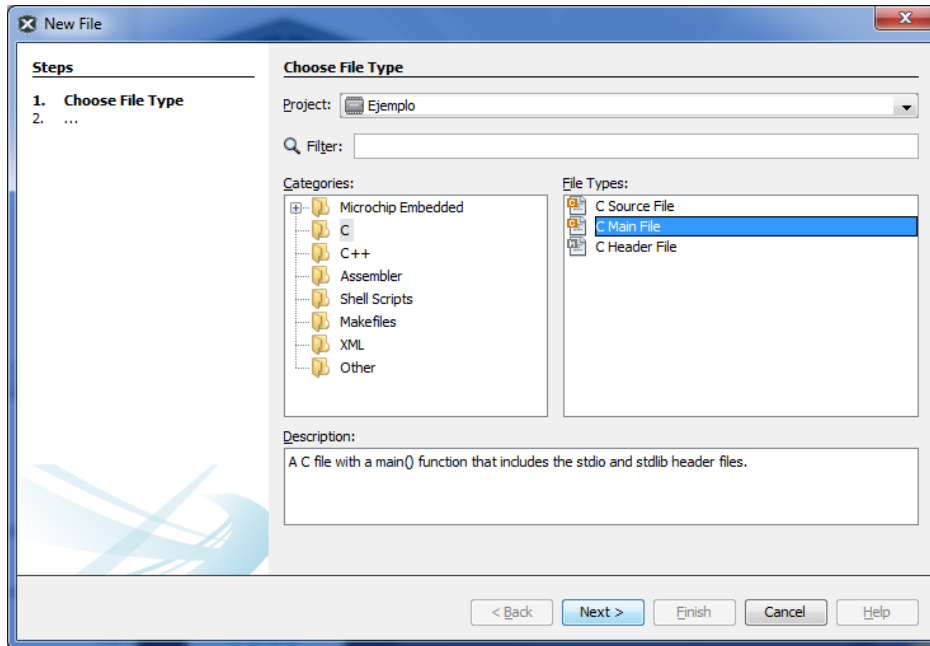 New File
Steps
1. Choose File Type
2. ...
Choose File Type
Project: Ejemplo
Filter:
Categories:
Microchip Embedded
C
C++
Assembler
Shell Scripts
Makefiles
XML
Other
File Types:
C Source File
C Main File
C Header File
Description:
A C file with a main() function that includes the stdio and stdlib header files.
< Back
Next >
Finish
Cancel
Help